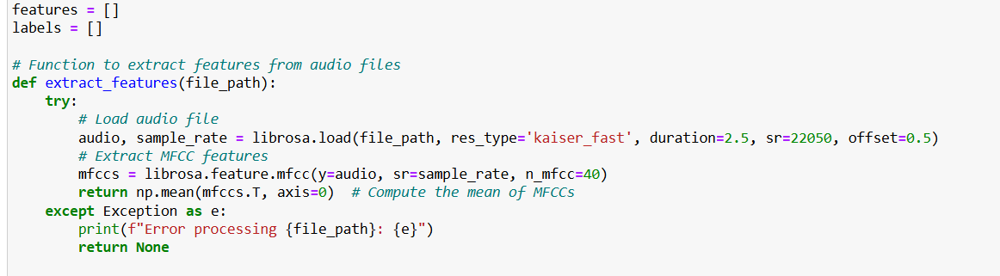 features = []
labels = []

# Function to extract features from audio files
def extract_features(file_path):
    try:
        # Load audio file
        audio, sample_rate = librosa.load(file_path, res_type='kaiser_fast', duration=2.5, sr=22050, offset=0.5)
        # Extract MFCC features
        mfccs = librosa.feature.mfcc(y=audio, sr=sample_rate, n_mfcc=40)
        return np.mean(mfccs.T, axis=0)  # Compute the mean of MFCCs
    except Exception as e:
        print(f"Error processing {file_path}: {e}")
        return None